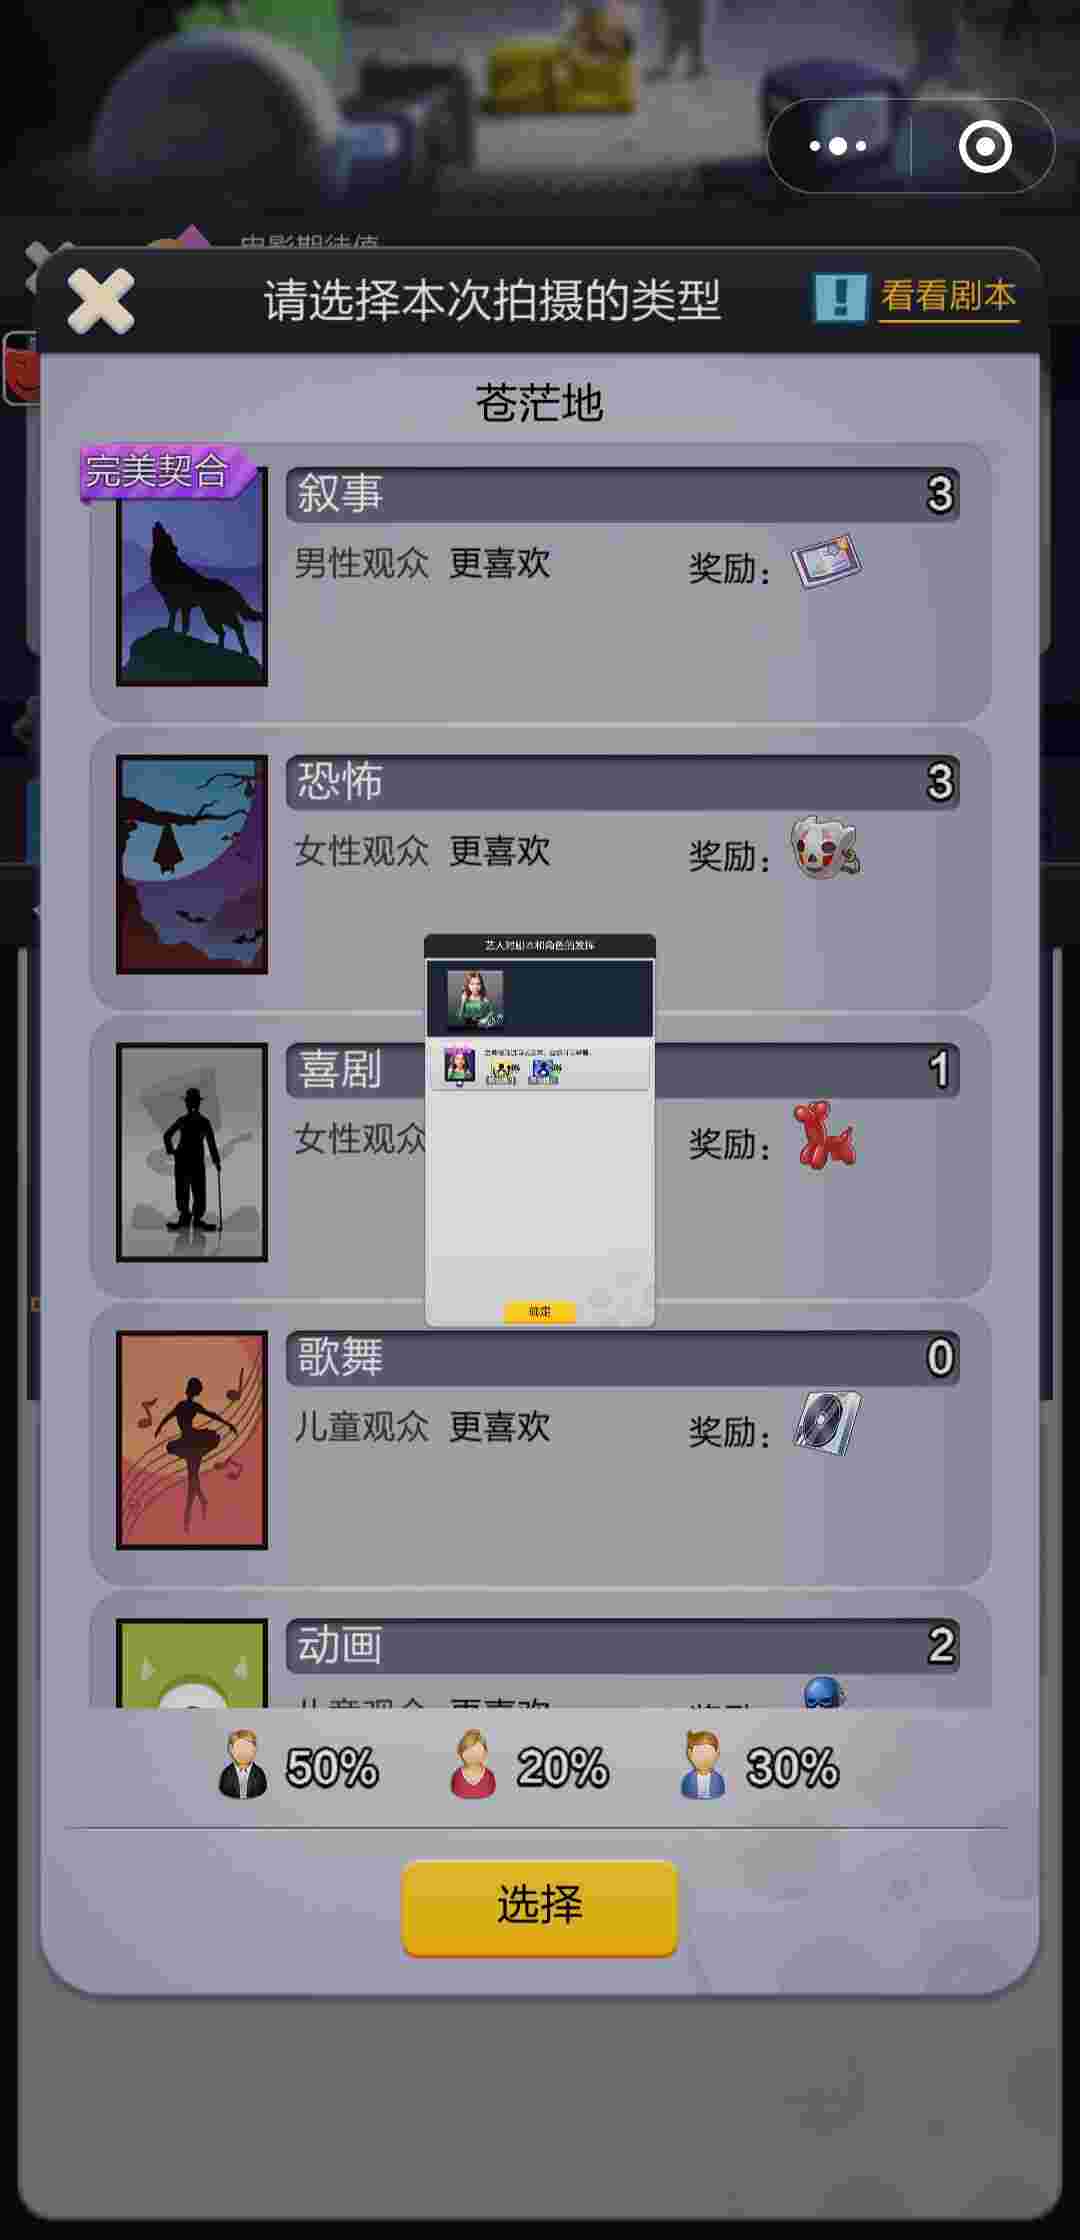 电影期待值
请选择本次拍摄的类型
看看剧本
苍茫地
完美契合
叙事 3
男性观众 更喜欢 奖励：
恐怖 3
女性观众 更喜欢 奖励：
艺人对剧本和角色的发挥
喜剧 1
女性观众 奖励：
确定
歌舞 0
儿童观众 更喜欢 奖励：
动画 2
儿童观众 更喜欢 奖励：
50% 20% 30%
选择